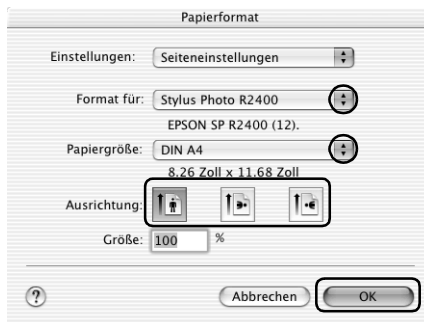 Papierformat
Einstellungen: Seiteneinstellungen
Format für: Stylus Photo R2400
EPSON SP R2400 (12).
Papiergröße: DIN A4
8.26 Zoll x 11.68 Zoll
Ausrichtung:
Größe: 100 %
? Abbrechen OK